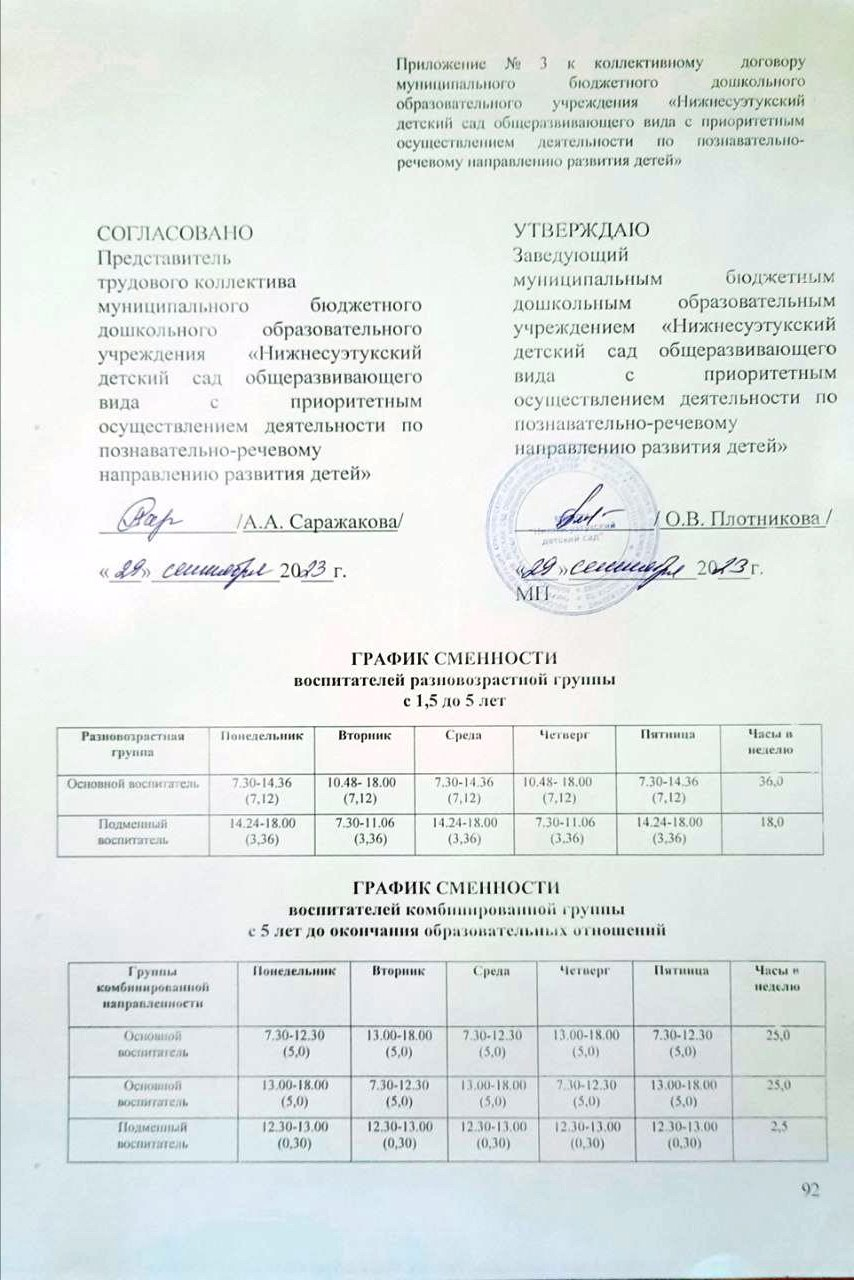 Приложение № 3 к коллективному договору
муниципального бюджетного дошкольного
образовательного учреждения «Нижнесуэтукский
детский сад общеразвивающего вида с приоритетным
осуществлением деятельности по познавательно-
речевому направлению развития детей»
СОГЛАСОВАНО
Представитель
трудового коллектива
муниципального бюджетного
дошкольного образовательного
учреждения «Нижнесуэтукский
детский сад общеразвивающего
вида с приоритетным
осуществлением деятельности по
познавательно-речевому
направлению развития детей»
/А.А. Саражакова/
«29» сентября 2023 г.
УТВЕРЖДАЮ
Заведующий
муниципальным бюджетным
дошкольным образовательным
учреждением «Нижнесуэтукский
детский сад общеразвивающего
вида с приоритетным
осуществлением деятельности по
познавательно-речевому
направлению развития детей»
/ О.В. Плотникова /
детский сад"
«29» сентября 2023 г.
МП
ГРАФИК СМЕННОСТИ
воспитателей разновозрастной группы
с 1,5 до 5 лет
Разновозрастная группа Понедельник Вторник Среда Четверг Пятница Часы в неделю
Основной воспитатель 7.30-14.36 10.48- 18.00 7.30-14.36 10.48- 18.00 7.30-14.36 36,0
(7,12) (7,12) (7,12) (7,12) (7,12)
Подменный воспитатель 14.24-18.00 7.30-11.06 14.24-18.00 7.30-11.06 14.24-18.00 18,0
(3,36) (3,36) (3,36) (3,36) (3,36)
ГРАФИК СМЕННОСТИ
воспитателей комбинированной группы
с 5 лет до окончания образовательных отношений
Группы комбинированной направленности Понедельник Вторник Среда Четверг Пятница Часы в неделю
Основной воспитатель 7.30-12.30 13.00-18.00 7.30-12.30 13.00-18.00 7.30-12.30 25,0
(5,0) (5,0) (5,0) (5,0) (5,0)
Основной воспитатель 13.00-18.00 7.30-12.30 13.00-18.00 7.30-12.30 13.00-18.00 25,0
(5,0) (5,0) (5,0) (5,0) (5,0)
Подменный воспитатель 12.30-13.00 12.30-13.00 12.30-13.00 12.30-13.00 12.30-13.00 2,5
(0,30) (0,30) (0,30) (0,30) (0,30)
92